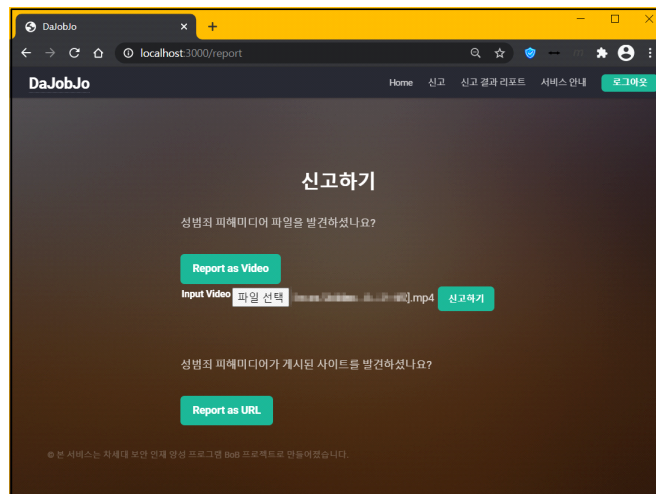 DaJobJo
localhost:3000/report
DaJobJo
Home 신고 신고 결과 리포트 서비스 안내 로그아웃
신고하기
성범죄 피해미디어 파일을 발견하셨나요?
Report as Video
Input Video 파일 선택 ].mp4 신고하기
성범죄 피해미디어가 게시된 사이트를 발견하셨나요?
Report as URL
© 본 서비스는 차세대 보안 인재 양성 프로그램 BoB 프로젝트로 만들어졌습니다.